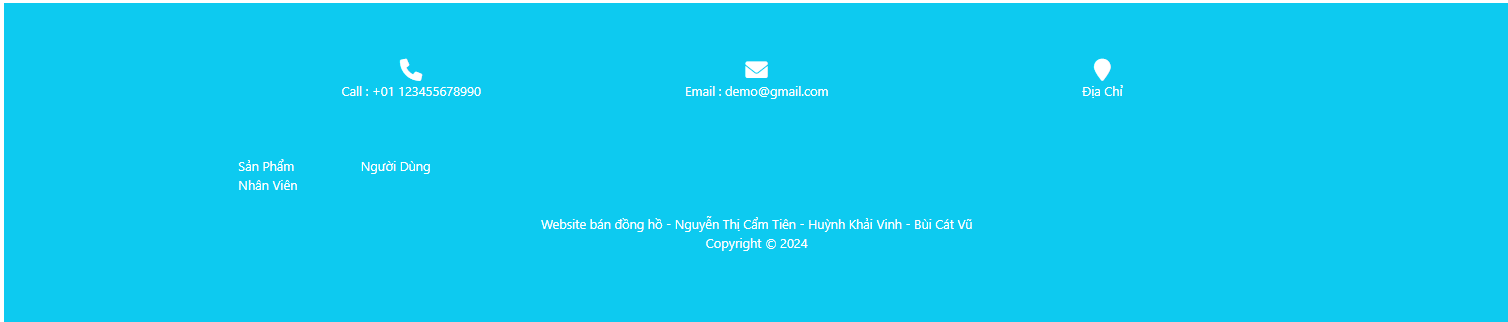 Call : +01 123455678990
Email : demo@gmail.com
Địa Chỉ
Sản Phẩm
Người Dùng
Nhân Viên
Website bán đồng hồ - Nguyễn Thị Cẩm Tiên - Huỳnh Khải Vinh - Bùi Cát Vũ
Copyright © 2024